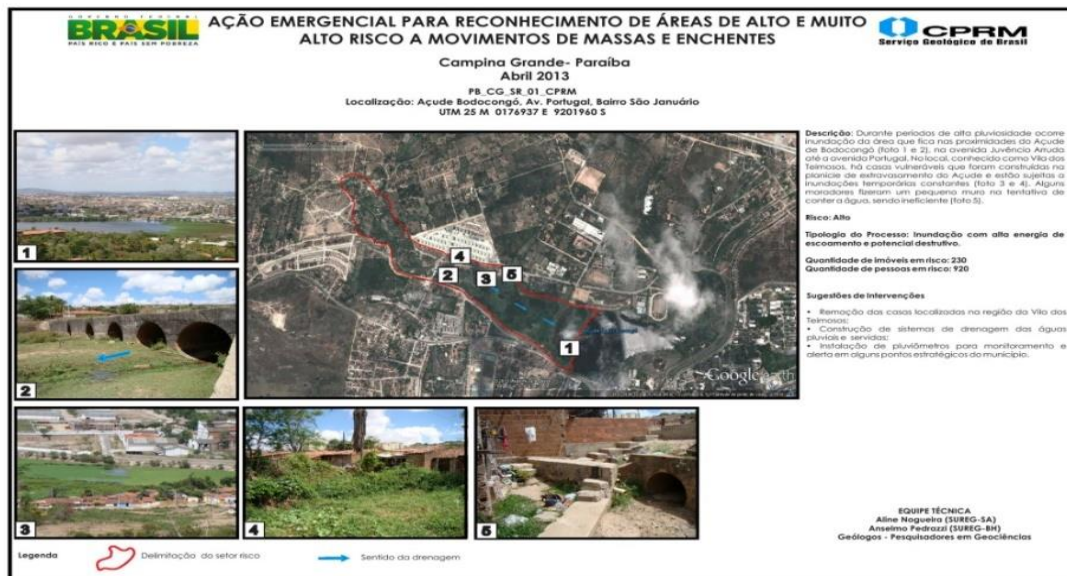 GOVERNO FEDERAL
BRASIL
PAÍS RICO É PAÍS SEM POBREZA
AÇÃO EMERGENCIAL PARA RECONHECIMENTO DE ÁREAS DE ALTO E MUITO
ALTO RISCO A MOVIMENTOS DE MASSAS E ENCHENTES
CPRM
Serviço Geológico do Brasil
Campina Grande- Paraíba
Abril 2013
PB_CG_SR_01_CPRM
Localização: Açude Bodocongó, Av. Portugal, Bairro São Januário
UTM 25 M 0176937 E 9201960 S
1
2
3
4
5
4
2
3
5
1
Google earth
Descrição: Durante períodos de alta pluviosidade ocorre
inundação da área que fica nas proximidades do Açude
de Bodocongó (foto 1 e 2), na avenida Juvência Arruda
até a avenida Portugal. No local, conhecido como Vila dos
Teimosos, há casas vulneráveis que foram construídas na
planície de extravasamento do Açude e estão sujeitas a
inundações temporárias constantes (foto 3 e 4). Alguns
moradores fizeram um pequeno muro na tentativa de
conter a água, sendo ineficiente (foto 5).
Risco: Alto
Tipologia do Processo: Inundação com alta energia de
escoamento e potencial destrutivo.
Quantidade de imóveis em risco: 230
Quantidade de pessoas em risco: 920
Sugestões de Intervenções
• Remoção das casas localizadas na região da Vila dos
Teimosos;
• Construção de sistemas de drenagem das águas
pluviais e servidas;
• Instalação de pluviômetros para monitoramento e
alerta em alguns pontos estratégicos do município.
EQUIPE TÉCNICA
Aline Nogueira (SUREG-SA)
Anselmo Pedrazzi (SUREG-BH)
Geólogos - Pesquisadores em Geociências
Legenda
Delimitação do setor risco
Sentido da drenagem